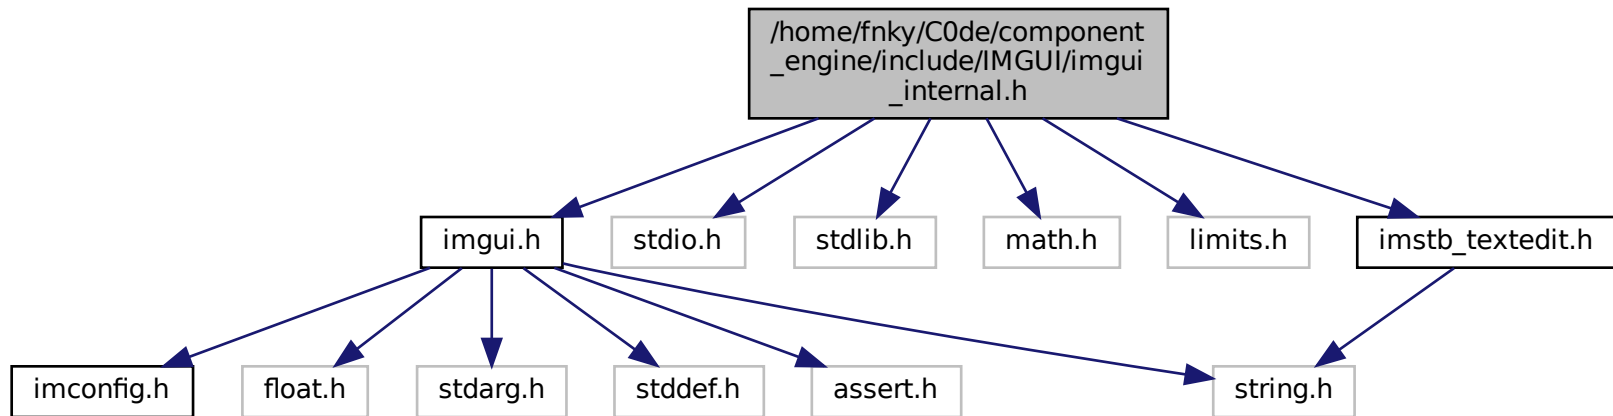 /home/fnky/C0de/component
_engine/include/IMGUI/imgui
_internal.h
imgui.h
stdio.h
stdlib.h
math.h
limits.h
imstb_textedit.h
imconfig.h
float.h
stdarg.h
stddef.h
assert.h
string.h